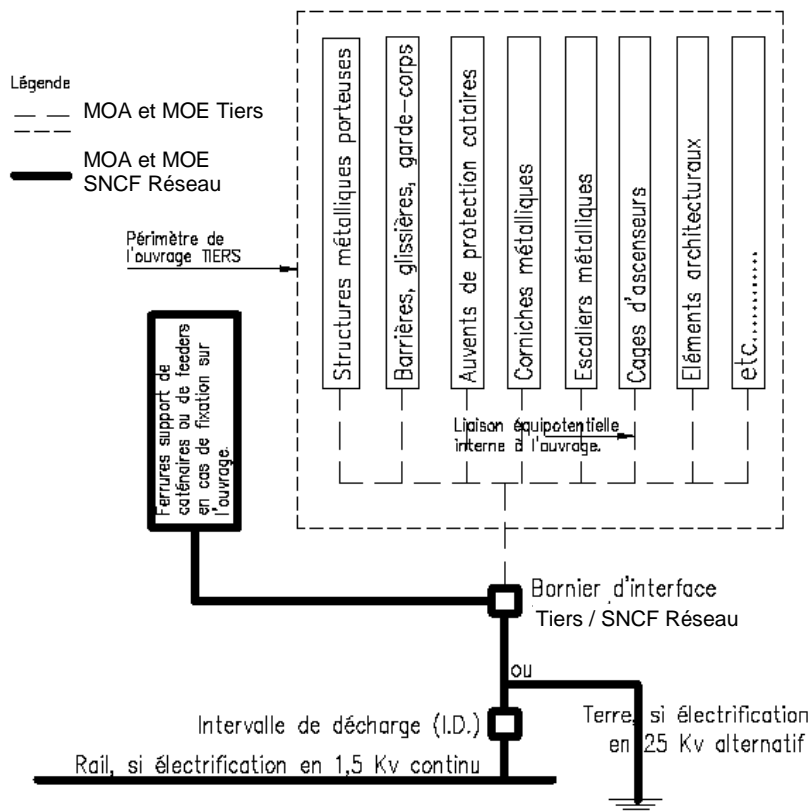 Légende
MOA et MOE Tiers
MOA et MOE
SNCF Réseau
Périmètre de
l'ouvrage TIERS
Structures métalliques porteuses
Barrières, glissières, garde-corps
Auvents de protection cataires
Corniches métalliques
Escaliers métalliques
Cages d'ascenseurs
Eléments architecturaux
etc............
Ferrures support de
caténaires ou de feeders
en cas de fixation sur
l'ouvrage.
Liaison équipotentielle
interne à l'ouvrage.
Bornier d'interface
Tiers / SNCF Réseau
ou
Intervalle de décharge (I.D.)
Terre, si électrification
en 25 Kv alternatif
Rail, si électrification en 1,5 Kv continu